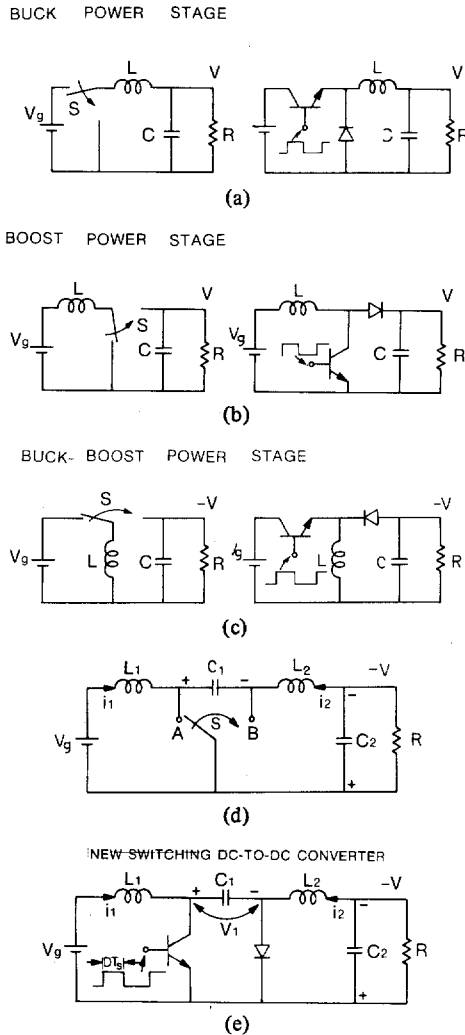 BUCK POWER STAGE
L V
Vg S C R
L V
C R
(a)
BOOST POWER STAGE
L V
Vg S C R
L V
Vg C R
(b)
BUCK-BOOST POWER STAGE
S -V
Vg L C R
-V
L C R
(c)
L1 + C1 - L2 -V
i1 i2 -
Vg A S B C2 R
+
(d)
NEW SWITCHING DC-TO-DC CONVERTER
L1 + C1 - L2 -V
i1 V1 i2 -
Vg DTs C2 R
+
(e)